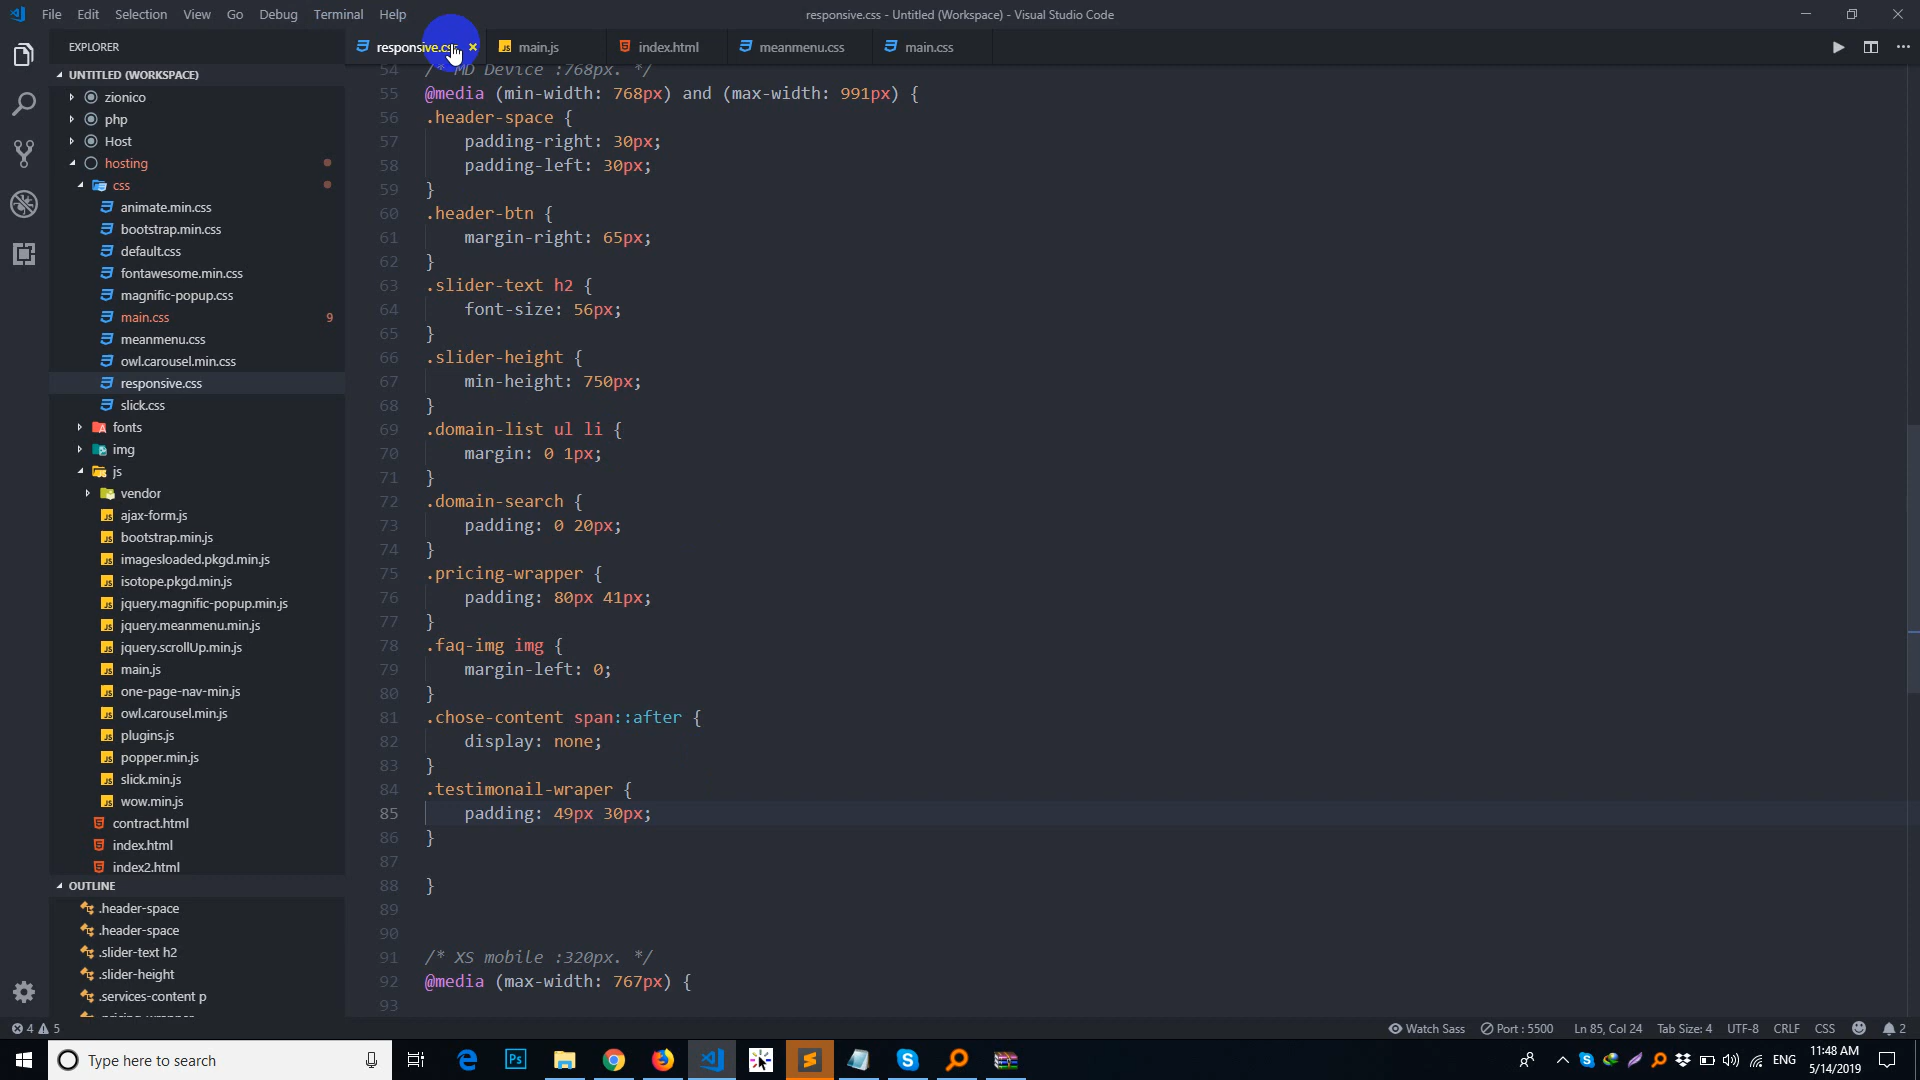 File Edit Selection View Go Debug Terminal Help
responsive.css - Untitled (Workspace) - Visual Studio Code
EXPLORER
responsive.css × main.js index.html meanmenu.css main.css
UNTITLED (WORKSPACE)
zionico
php
Host
hosting
css
animate.min.css
bootstrap.min.css
default.css
fontawesome.min.css
magnific-popup.css
main.css 9
meanmenu.css
owl.carousel.min.css
responsive.css
slick.css
fonts
img
js
vendor
ajax-form.js
bootstrap.min.js
imagesloaded.pkgd.min.js
isotope.pkgd.min.js
jquery.magnific-popup.min.js
jquery.meanmenu.min.js
jquery.scrollUp.min.js
main.js
one-page-nav-min.js
owl.carousel.min.js
plugins.js
popper.min.js
slick.min.js
wow.min.js
contract.html
index.html
index2.html
OUTLINE
.header-space
.header-space
.slider-text h2
.slider-height
.services-content p
.pricing-wrapper
54 /* MD Device :768px. */
55 @media (min-width: 768px) and (max-width: 991px) {
56 .header-space {
57 padding-right: 30px;
58 padding-left: 30px;
59 }
60 .header-btn {
61 margin-right: 65px;
62 }
63 .slider-text h2 {
64 font-size: 56px;
65 }
66 .slider-height {
67 min-height: 750px;
68 }
69 .domain-list ul li {
70 margin: 0 1px;
71 }
72 .domain-search {
73 padding: 0 20px;
74 }
75 .pricing-wrapper {
76 padding: 80px 41px;
77 }
78 .faq-img img {
79 margin-left: 0;
80 }
81 .chose-content span::after {
82 display: none;
83 }
84 .testimonail-wraper {
85 padding: 49px 30px;
86 }
87
88 }
89
90
91 /* XS mobile :320px. */
92 @media (max-width: 767px) {
93
4 5
Watch Sass Port : 5500 Ln 85, Col 24 Tab Size: 4 UTF-8 CRLF CSS 2
Type here to search
ENG
11:48 AM
5/14/2019